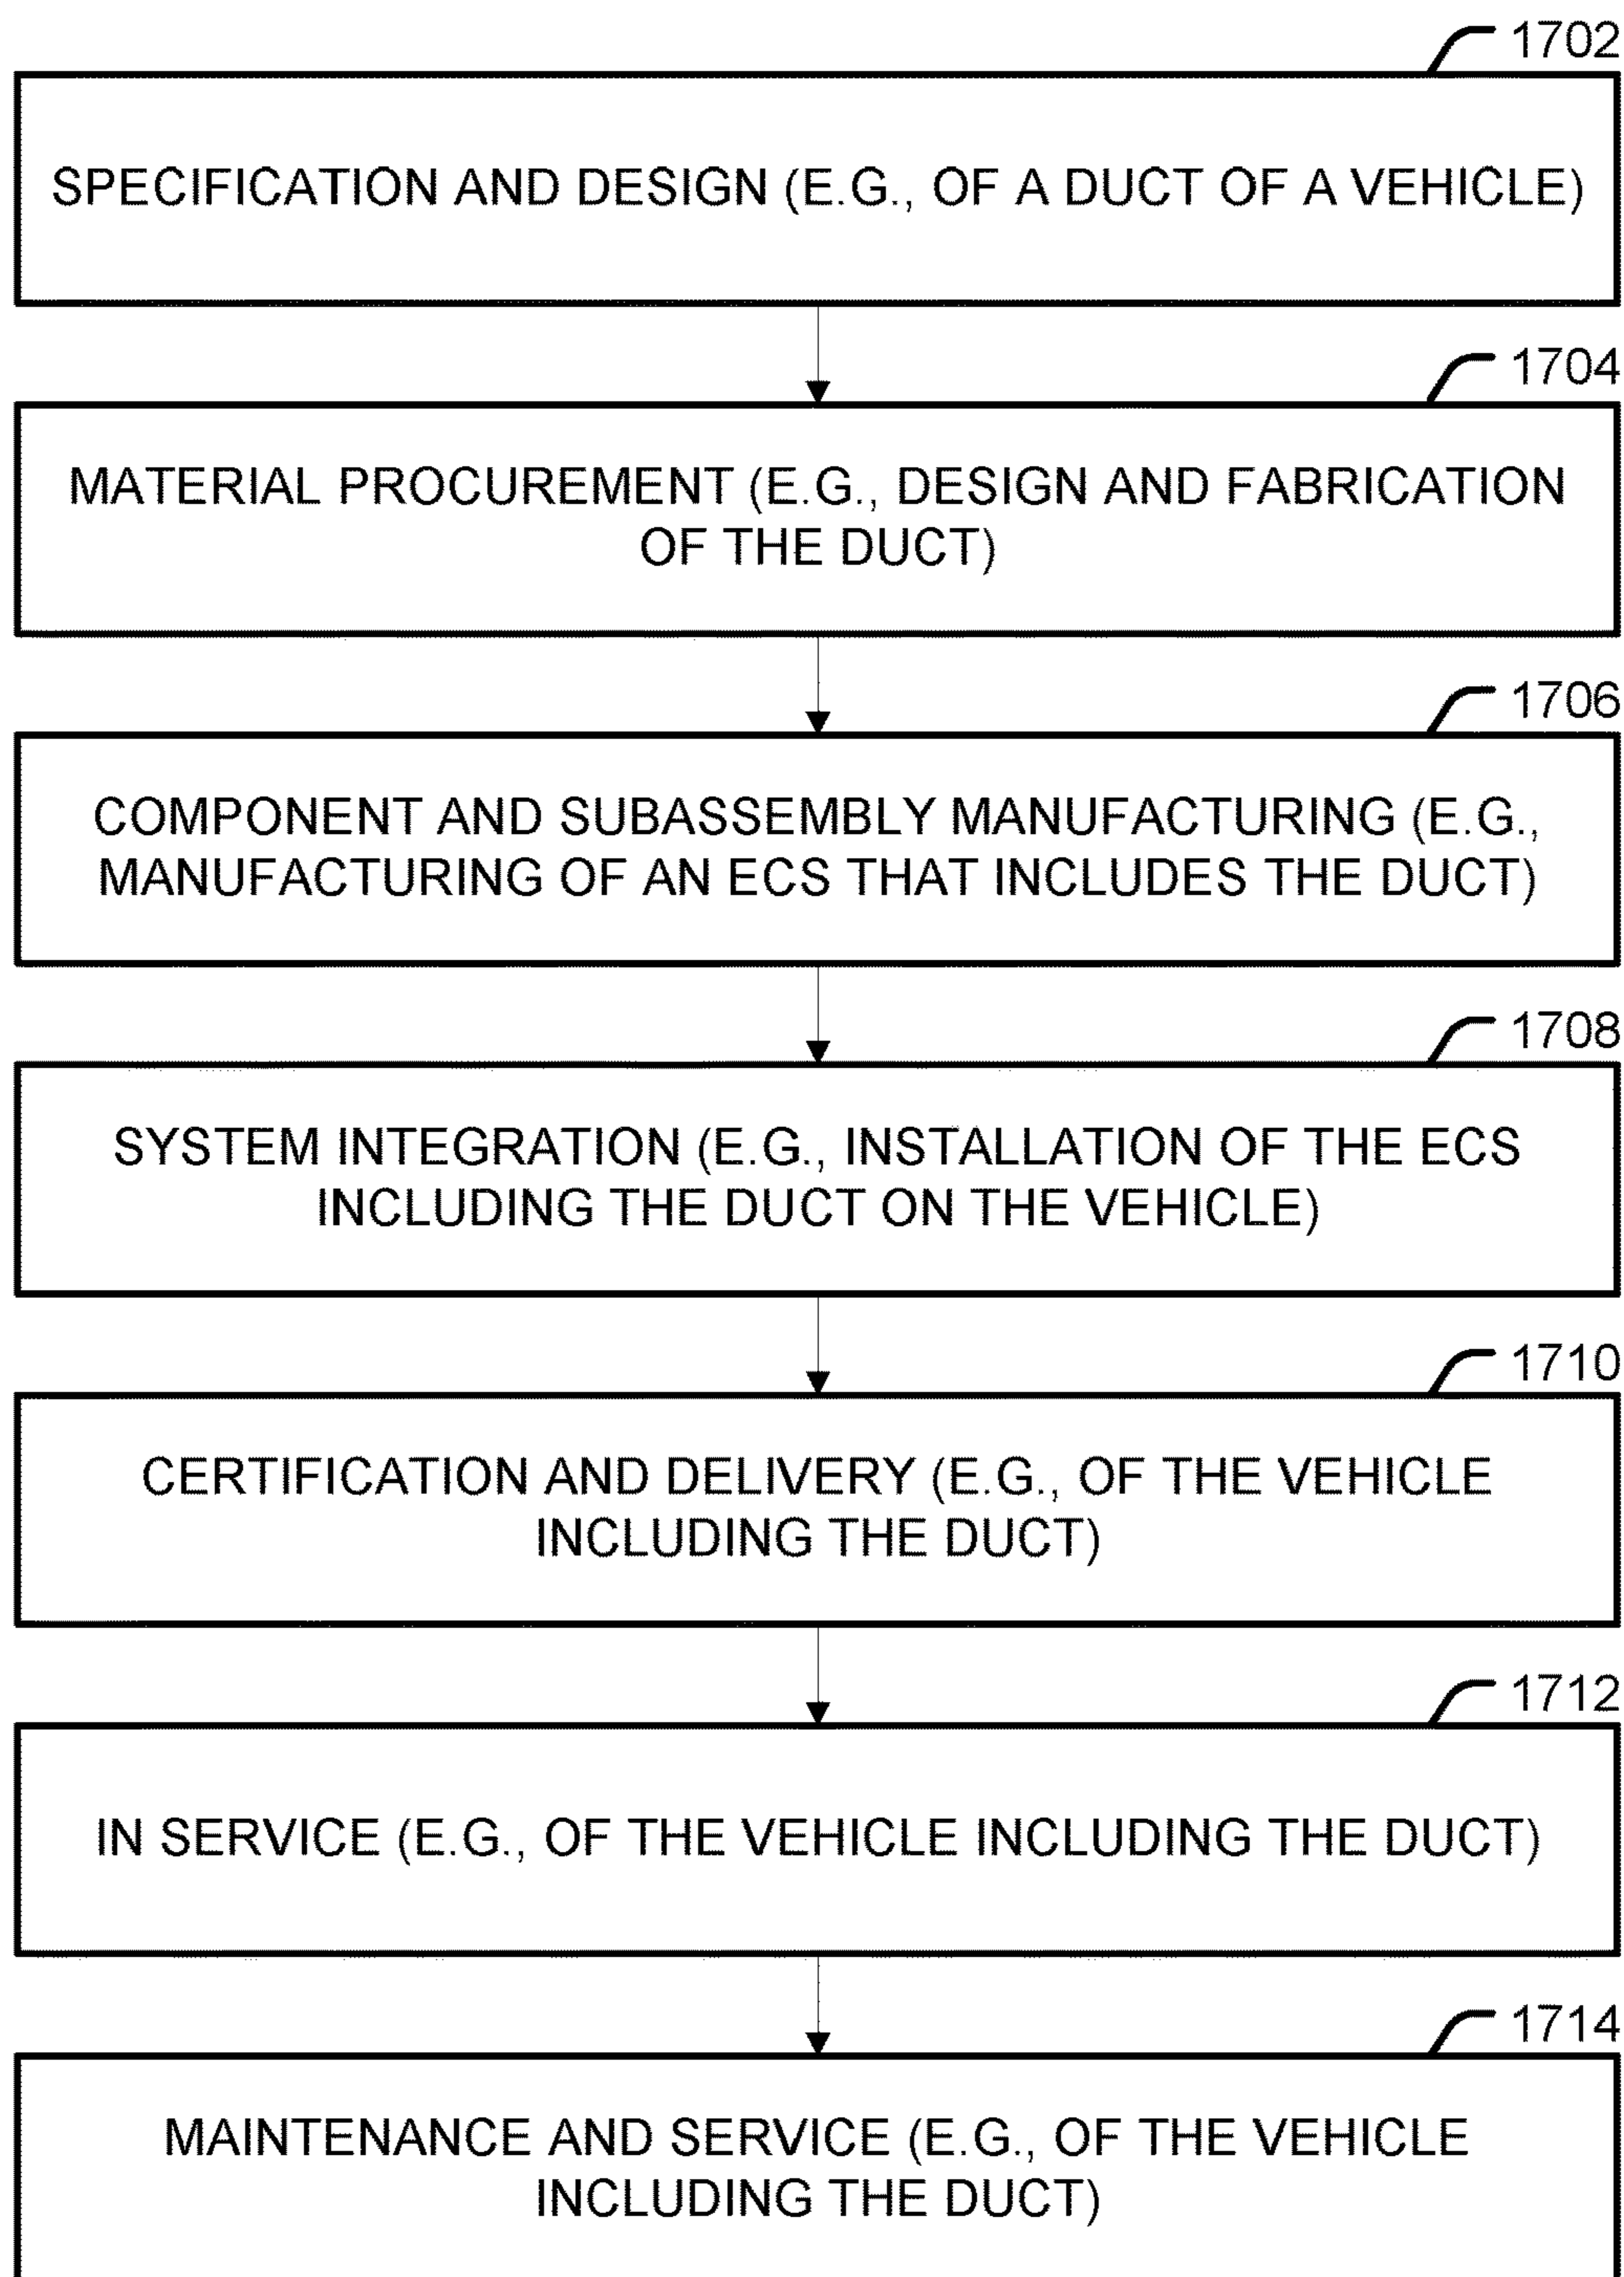 1702
SPECIFICATION AND DESIGN (E.G., OF A DUCT OF A VEHICLE)
1704
MATERIAL PROCUREMENT (E.G., DESIGN AND FABRICATION
OF THE DUCT)
1706
COMPONENT AND SUBASSEMBLY MANUFACTURING (E.G.,
MANUFACTURING OF AN ECS THAT INCLUDES THE DUCT)
1708
SYSTEM INTEGRATION (E.G., INSTALLATION OF THE ECS
INCLUDING THE DUCT ON THE VEHICLE)
1710
CERTIFICATION AND DELIVERY (E.G., OF THE VEHICLE
INCLUDING THE DUCT)
1712
IN SERVICE (E.G., OF THE VEHICLE INCLUDING THE DUCT)
1714
MAINTENANCE AND SERVICE (E.G., OF THE VEHICLE
INCLUDING THE DUCT)